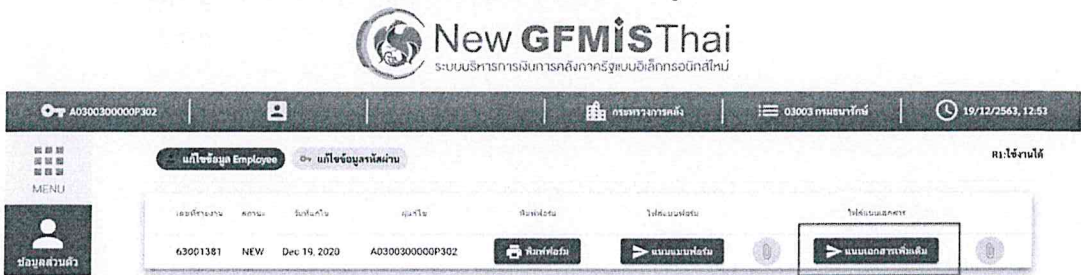 New GFMiSThai
ระบบบริหารการเงินการคลังภาครัฐแบบอิเล็กทรอนิกส์ใหม่
A0300300000P302 กระทรวงการคลัง 03003 กรมธนารักษ์ 19/12/2563, 12:53
แก้ไขข้อมูล Employee แก้ไขข้อมูลรหัสผ่าน R1:ใช้งานได้
MENU
เลขที่รายงาน สถานะ วันที่แก้ไข ผู้แก้ไข พิมพ์ฟอร์ม ไฟล์แบบฟอร์ม ไฟล์แนบเอกสาร
63001381 NEW Dec 19, 2020 A0300300000P302 พิมพ์ฟอร์ม แนบแบบฟอร์ม แนบเอกสารเพิ่มเติม
ข้อมูลส่วนตัว